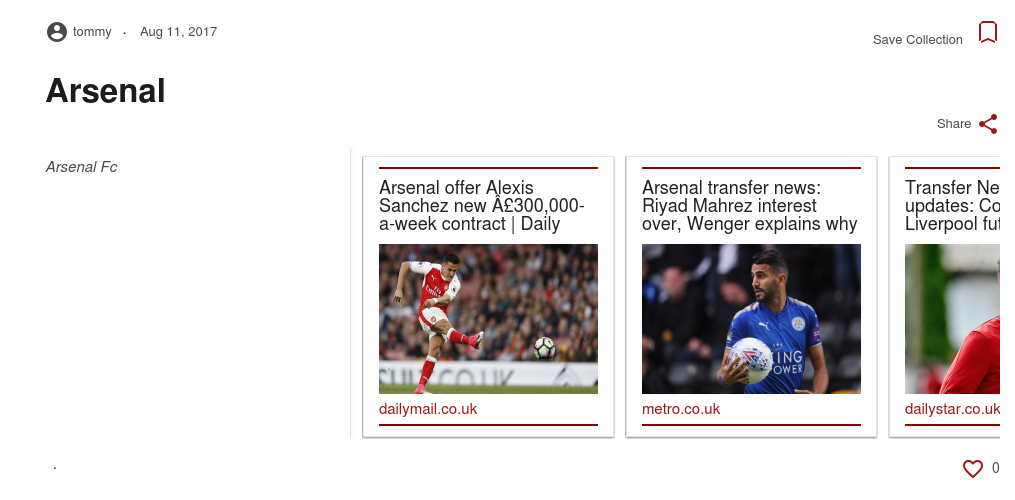 tommy · Aug 11, 2017
Save Collection
Arsenal
Share
Arsenal Fc
Arsenal offer Alexis
Sanchez new Â£300,000-
a-week contract | Daily
dailymail.co.uk
Arsenal transfer news:
Riyad Mahrez interest
over, Wenger explains why
KING
POWER
metro.co.uk
Transfer Ne
updates: Co
Liverpool fut
dailystar.co.uk
.
0